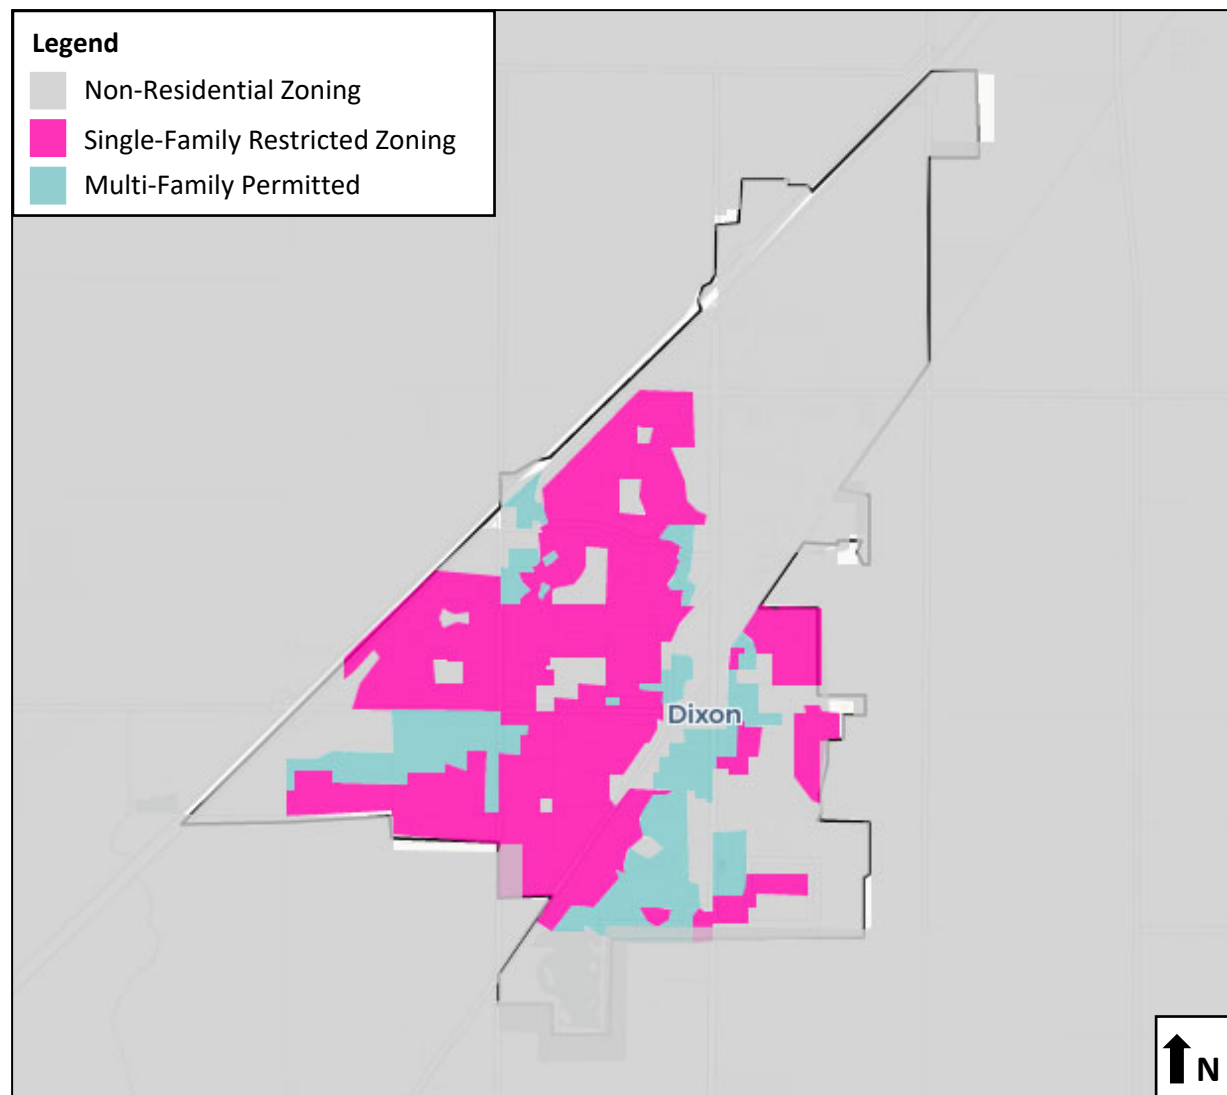 Legend
Non-Residential Zoning
Single-Family Restricted Zoning
Multi-Family Permitted
Dixon
N